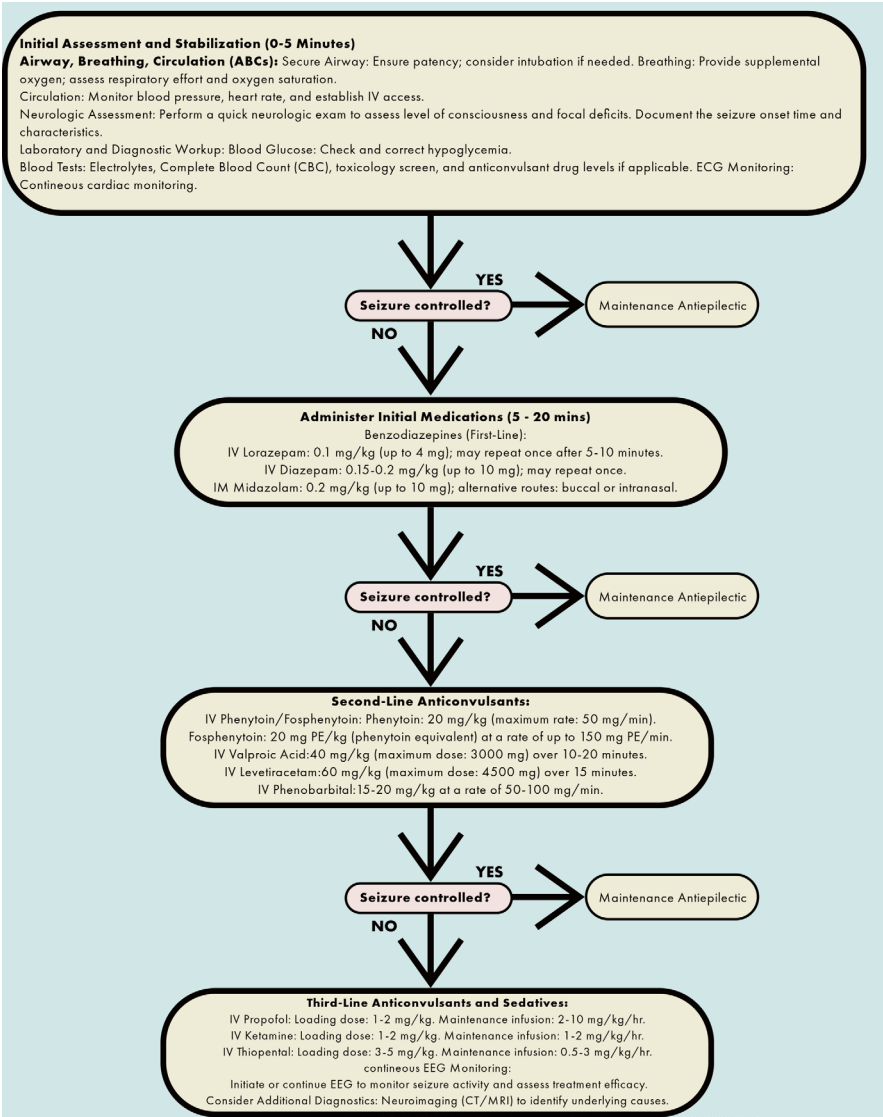 Initial Assessment and Stabilization (0-5 Minutes)
Airway, Breathing, Circulation (ABCs): Secure Airway: Ensure patency; consider intubation if needed. Breathing: Provide supplemental
oxygen; assess respiratory effort and oxygen saturation.
Circulation: Monitor blood pressure, heart rate, and establish IV access.
Neurologic Assessment: Perform a quick neurologic exam to assess level of consciousness and focal deficits. Document the seizure onset time and
characteristics.
Laboratory and Diagnostic Workup: Blood Glucose: Check and correct hypoglycemia.
Blood Tests: Electrolytes, Complete Blood Count (CBC), toxicology screen, and anticonvulsant drug levels if applicable. ECG Monitoring:
Contineous cardiac monitoring.
YES
Seizure controlled?
Maintenance Antiepilectic
NO
Administer Initial Medications (5 - 20 mins)
Benzodiazepines (First-Line):
IV Lorazepam: 0.1 mg/kg (up to 4 mg); may repeat once after 5-10 minutes.
IV Diazepam: 0.15-0.2 mg/kg (up to 10 mg); may repeat once.
IM Midazolam: 0.2 mg/kg (up to 10 mg); alternative routes: buccal or intranasal.
YES
Seizure controlled?
Maintenance Antiepilectic
NO
Second-Line Anticonvulsants:
IV Phenytoin/Fosphenytoin: Phenytoin: 20 mg/kg (maximum rate: 50 mg/min).
Fosphenytoin: 20 mg PE/kg (phenytoin equivalent) at a rate of up to 150 mg PE/min.
IV Valproic Acid:40 mg/kg (maximum dose: 3000 mg) over 10-20 minutes.
IV Levetiracetam:60 mg/kg (maximum dose: 4500 mg) over 15 minutes.
IV Phenobarbital:15-20 mg/kg at a rate of 50-100 mg/min.
YES
Seizure controlled?
Maintenance Antiepilectic
NO
Third-Line Anticonvulsants and Sedatives:
IV Propofol: Loading dose: 1-2 mg/kg. Maintenance infusion: 2-10 mg/kg/hr.
IV Ketamine: Loading dose: 1-2 mg/kg. Maintenance infusion: 1-2 mg/kg/hr.
IV Thiopental: Loading dose: 3-5 mg/kg. Maintenance infusion: 0.5-3 mg/kg/hr.
contineous EEG Monitoring:
Initiate or continue EEG to monitor seizure activity and assess treatment efficacy.
Consider Additional Diagnostics: Neuroimaging (CT/MRI) to identify underlying causes.